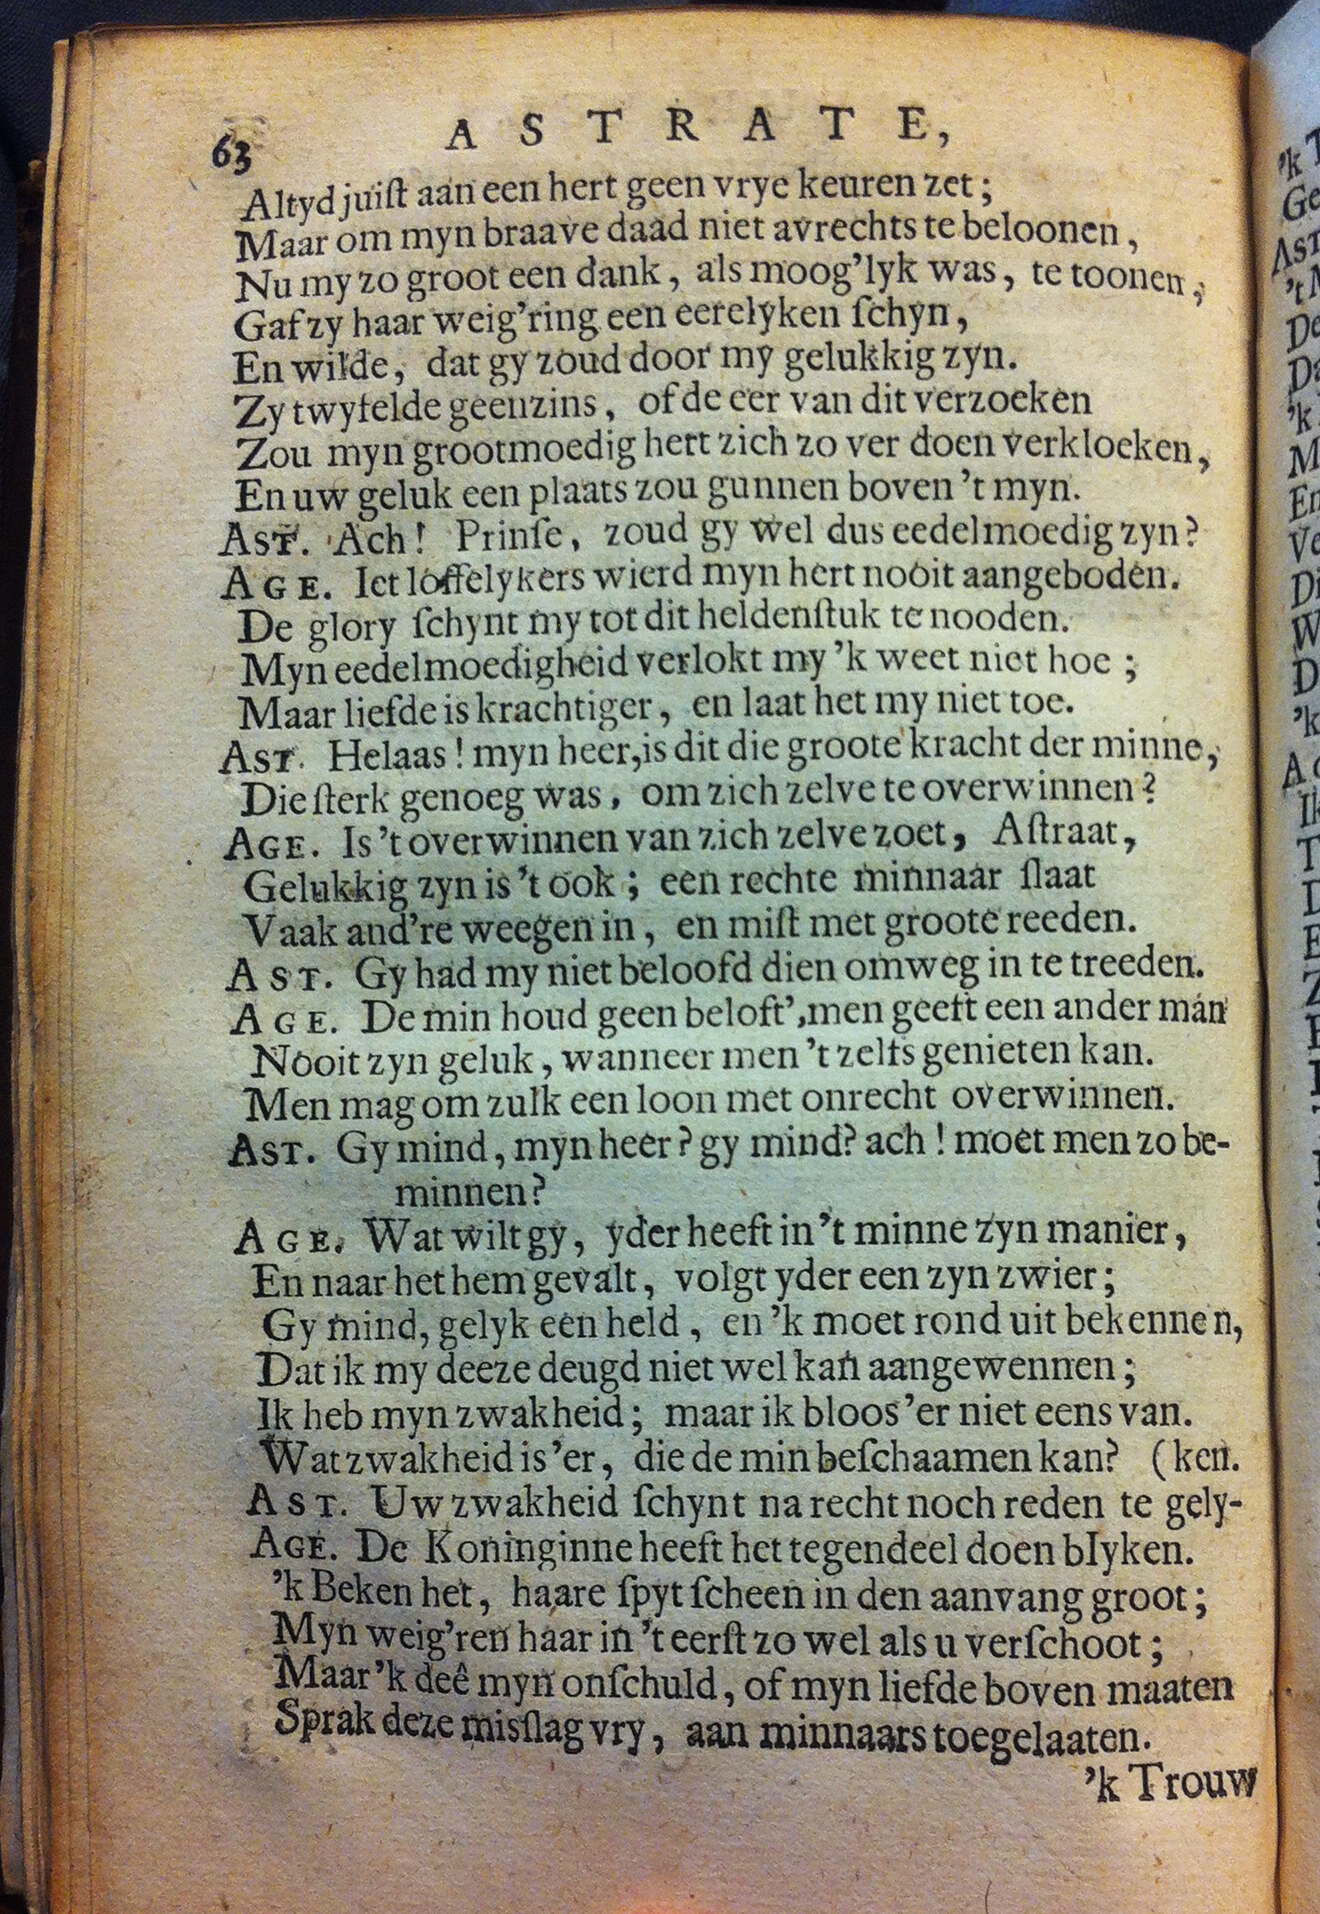 63
ASTRATE,
Altyd juiſt aan een hert geen vrye keuren zet;
Maar om myn braave daad niet avrechts te beloonen,
Nu my zo groot een dank, als moog'lyk was, te toonen,
Gaf zy haar weig'ring een eerelyken ſchyn,
En wilde, dat gy zoud door my gelukkig zyn.
Zy twyfelde geenzins, of de eer van dit verzoeken
Zou myn grootmoedig hert zich zo ver doen verkloeken,
En uw geluk een plaats zou gunnen boven 't myn.
AST. Ach! Prinſe, zoud gy wel dus eedelmoedig zyn?
AGE. Iet loffelykers wierd myn hert nooit aangeboden.
De glory ſchynt my tot dit heldenſtuk te nooden.
Myn eedelmoedigheid verlokt my 'k weet niet hoe;
Maar liefde is krachtiger, en laat het my niet toe.
AST. Helaas! myn heer, is dit die groote kracht der minne,
Die ſterk genoeg was, om zich zelve te overwinnen?
AGE. Is 't overwinnen van zich zelve zoet, Aſtraat,
Gelukkig zyn is 't ook; een rechte minnaar ſlaat
Vaak and're weegen in, en miſt met groote reeden.
AST. Gy had my niet beloofd dien omweg in te treeden.
AGE. De min houd geen beloft', men geeft een ander man
Nooit zyn geluk, wanneer men 't zelfs genieten kan.
Men mag om zulk een loon met onrecht overwinnen.
AST. Gy mind, myn heer? gy mind? ach! moet men zo be-
minnen?
AGE. Wat wilt gy, yder heeft in 't minne zyn manier,
En naar het hem gevalt, volgt yder een zyn zwier;
Gy mind, gelyk een held, en 'k moet rond uit bekennen,
Dat ik my deeze deugd niet wel kan aangewennen;
Ik heb myn zwakheid; maar ik bloos 'er niet eens van.
Wat zwakheid is 'er, die de min beſchaamen kan? (ken.
AST. Uw zwakheid ſchynt na recht noch reden te gely-
AGE. De Koninginne heeft het tegendeel doen blyken.
'k Beken het, haare ſpyt ſcheen in den aanvang groot;
Myn weig'ren haar in 't eerſt zo wel als u verſchoot;
Maar 'k deê myn onſchuld, of myn liefde boven maaten
Sprak deze misſlag vry, aan minnaars toegelaaten.
'k Trouw